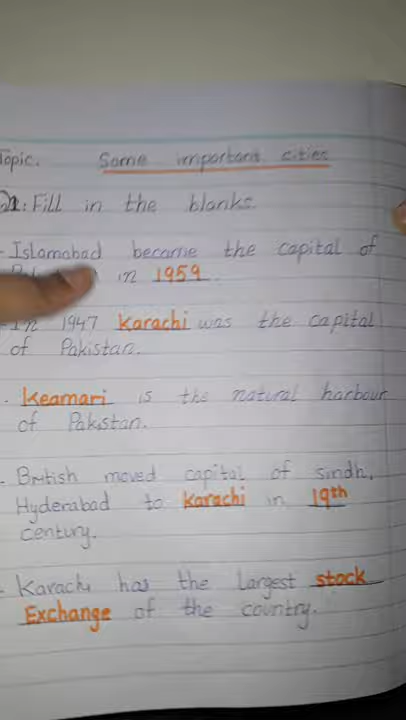 Topic. Some important cities
Q1: Fill in the blanks
- Islamabad became the capital of
in 1959.
- In 1947 Karachi was the capital
of Pakistan.
. Keamari is the natural harbour
of Pakistan.
- British moved capital of sindh,
Hyderabad to Karachi in 19th
century.
- Karachi has the largest stock
Exchange of the country.